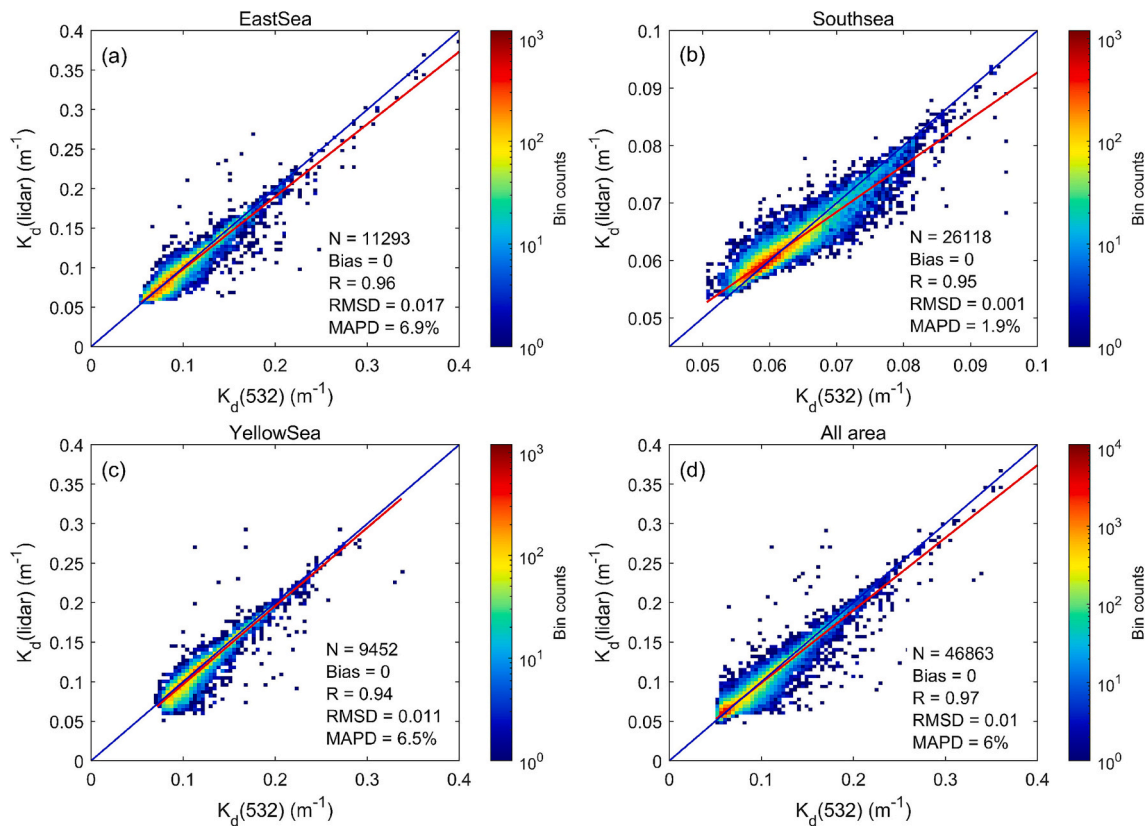 EastSea
(a)
0.4
0.35
0.3
0.25
0.2
0.15
0.1
0.05
0
K_d(lidar) (m^-1)
N = 11293
Bias = 0
R = 0.96
RMSD = 0.017
MAPD = 6.9%
0 0.1 0.2 0.3 0.4
K_d(532) (m^-1)
10^3
10^2
10^1
10^0
Bin counts
Southsea
(b)
0.1
0.09
0.08
0.07
0.06
0.05
K_d(lidar) (m^-1)
N = 26118
Bias = 0
R = 0.95
RMSD = 0.001
MAPD = 1.9%
0.05 0.06 0.07 0.08 0.09 0.1
K_d(532) (m^-1)
10^3
10^2
10^1
10^0
Bin counts
YellowSea
(c)
0.4
0.35
0.3
0.25
0.2
0.15
0.1
0.05
0
K_d(lidar) (m^-1)
N = 9452
Bias = 0
R = 0.94
RMSD = 0.011
MAPD = 6.5%
0 0.1 0.2 0.3 0.4
K_d(532) (m^-1)
10^3
10^2
10^1
10^0
Bin counts
All area
(d)
0.4
0.35
0.3
0.25
0.2
0.15
0.1
0.05
0
K_d(lidar) (m^-1)
N = 46863
Bias = 0
R = 0.97
RMSD = 0.01
MAPD = 6%
0 0.1 0.2 0.3 0.4
K_d(532) (m^-1)
10^4
10^3
10^2
10^1
10^0
Bin counts